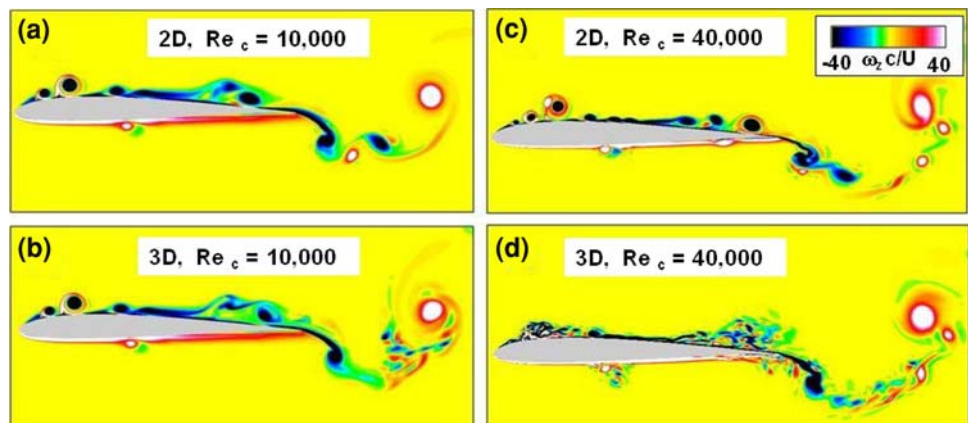 (a)
2D, Re c = 10,000
(c)
2D, Re c = 40,000
-40 ωz c/U 40
(b)
3D, Re c = 10,000
(d)
3D, Re c = 40,000